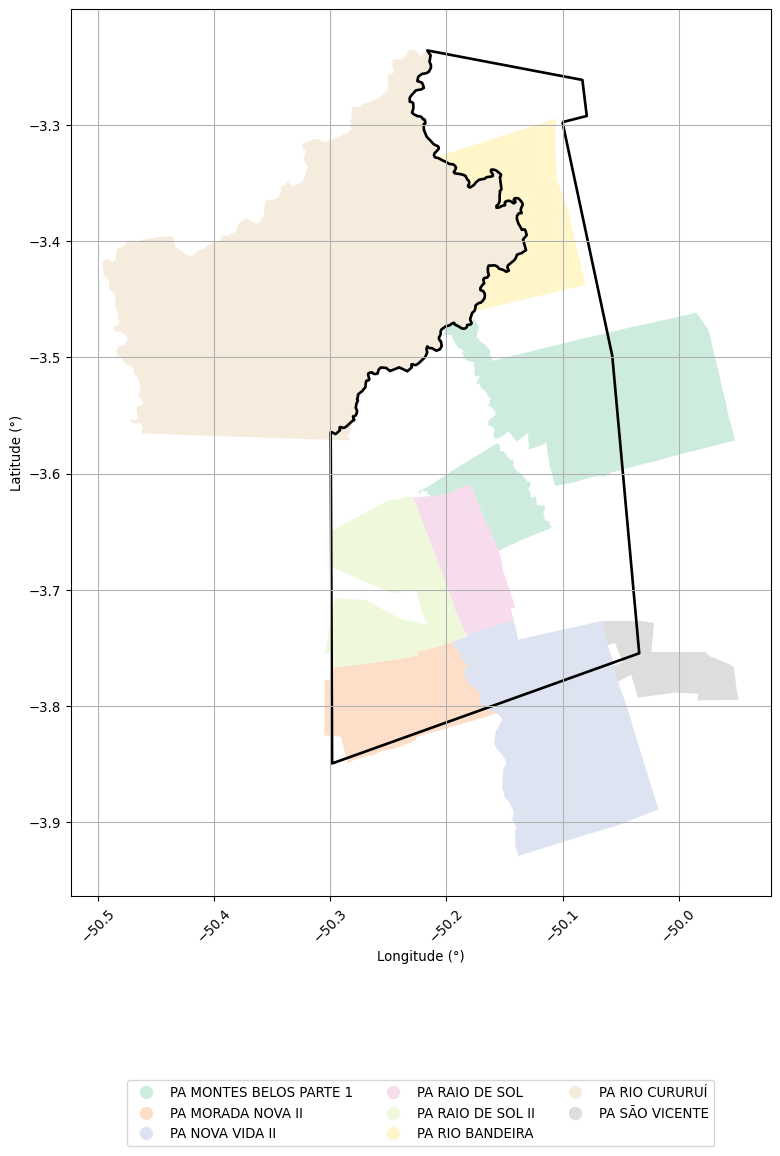 −3.3
−3.4
−3.5
−3.6
−3.7
−3.8
−3.9
Latitude (°)
−50.5
−50.4
−50.3
−50.2
−50.1
−50.0
Longitude (°)
PA MONTES BELOS PARTE 1
PA MORADA NOVA II
PA NOVA VIDA II
PA RAIO DE SOL
PA RAIO DE SOL II
PA RIO BANDEIRA
PA RIO CURURUÍ
PA SÃO VICENTE